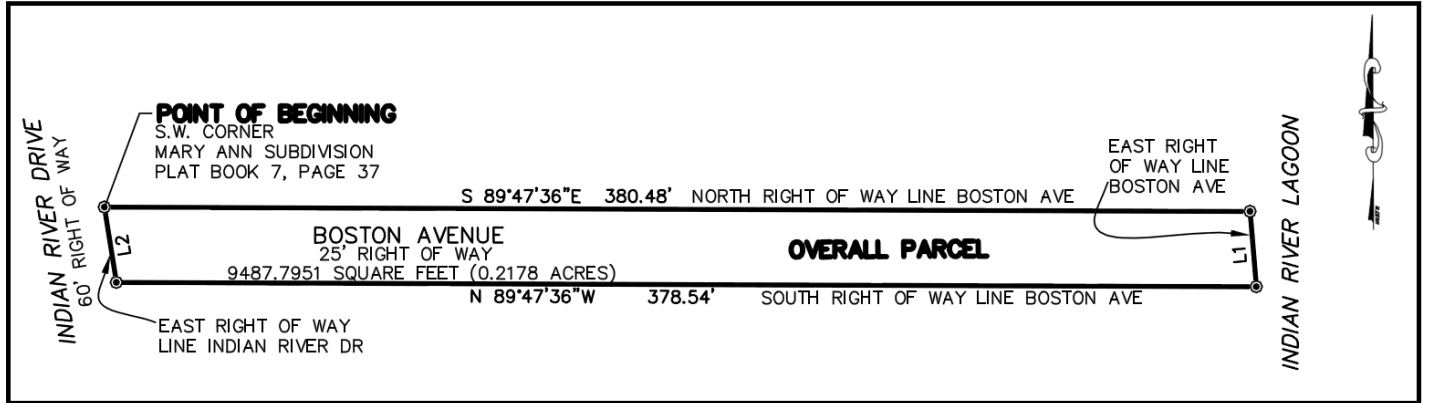 POINT OF BEGINNING
S.W. CORNER
MARY ANN SUBDIVISION
PLAT BOOK 7, PAGE 37
INDIAN RIVER DRIVE
60' RIGHT OF WAY
EAST RIGHT
OF WAY LINE
BOSTON AVE
S 89°47'36"E 380.48' NORTH RIGHT OF WAY LINE BOSTON AVE
L2
BOSTON AVENUE
25' RIGHT OF WAY
9487.7951 SQUARE FEET (0.2178 ACRES)
OVERALL PARCEL
L1
INDIAN RIVER LAGOON
N 89°47'36"W 378.54' SOUTH RIGHT OF WAY LINE BOSTON AVE
EAST RIGHT OF WAY
LINE INDIAN RIVER DR